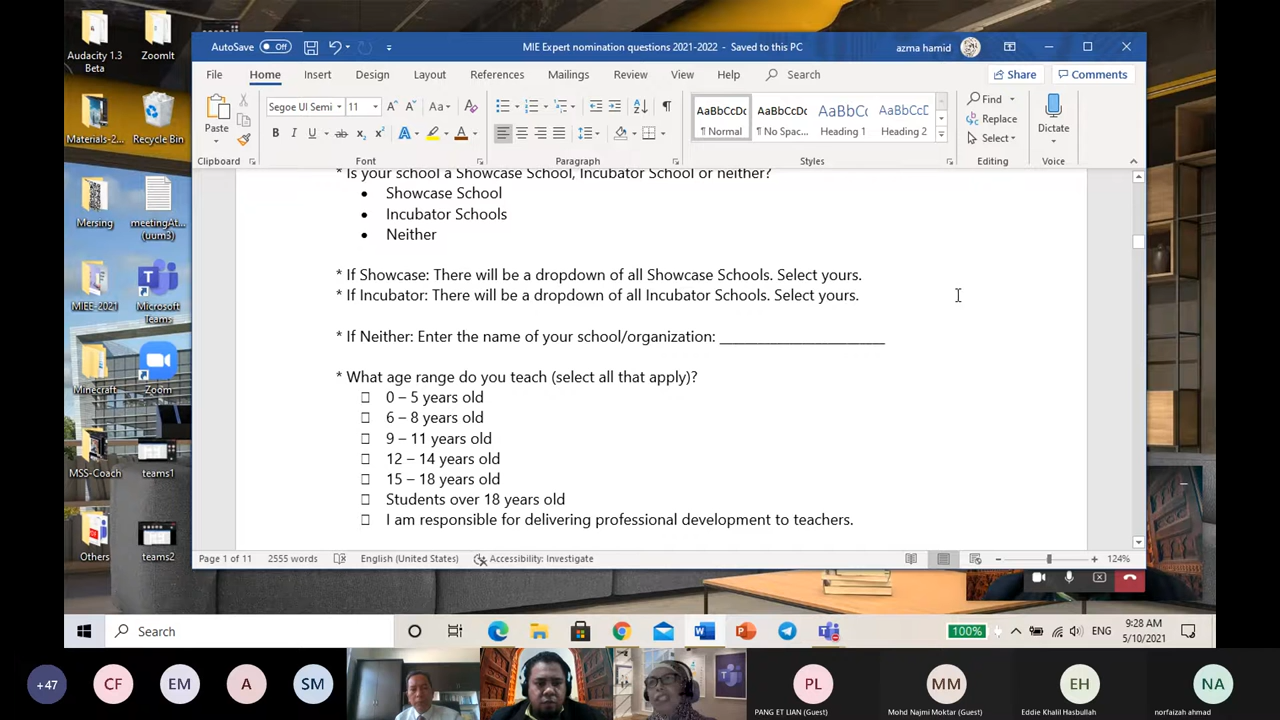 Audacity 1.3
Beta
ZoomIt
Materials-2...
Recycle Bin
Mersing
meetingAt...
(uum3)
MIEE-2021
Microsoft
Teams
Minecraft
Zoom
MSS-Coach
teams1
Others
teams2
AutoSave Off
MIE Expert nomination questions 2021-2022 - Saved to this PC
azma hamid
File Home Insert Design Layout References Mailings Review View Help Search Share Comments
Paste
Clipboard
Segoe UI Semi 11
Font
Paragraph
AaBbCcDc AaBbCcDc AaBbCc AaBbCcD
¶ Normal ¶ No Spac... Heading 1 Heading 2
Styles
Find
Replace
Select
Editing
Dictate
Voice
* Is your school a Showcase School, Incubator School or neither?
• Showcase School
• Incubator Schools
• Neither
* If Showcase: There will be a dropdown of all Showcase Schools. Select yours.
* If Incubator: There will be a dropdown of all Incubator Schools. Select yours.
* If Neither: Enter the name of your school/organization: ____________________
* What age range do you teach (select all that apply)?
☐ 0 – 5 years old
☐ 6 – 8 years old
☐ 9 – 11 years old
☐ 12 – 14 years old
☐ 15 – 18 years old
☐ Students over 18 years old
☐ I am responsible for delivering professional development to teachers.
Page 1 of 11 2555 words English (United States) Accessibility: Investigate 124%
Search
100%
ENG
9:28 AM
5/10/2021
+47
CF
EM
A
SM
PL
PANG ET LIAN (Guest)
MM
Mohd Najmi Moktar (Guest)
EH
Eddie Khalil Hasbullah
NA
norfaizah ahmad